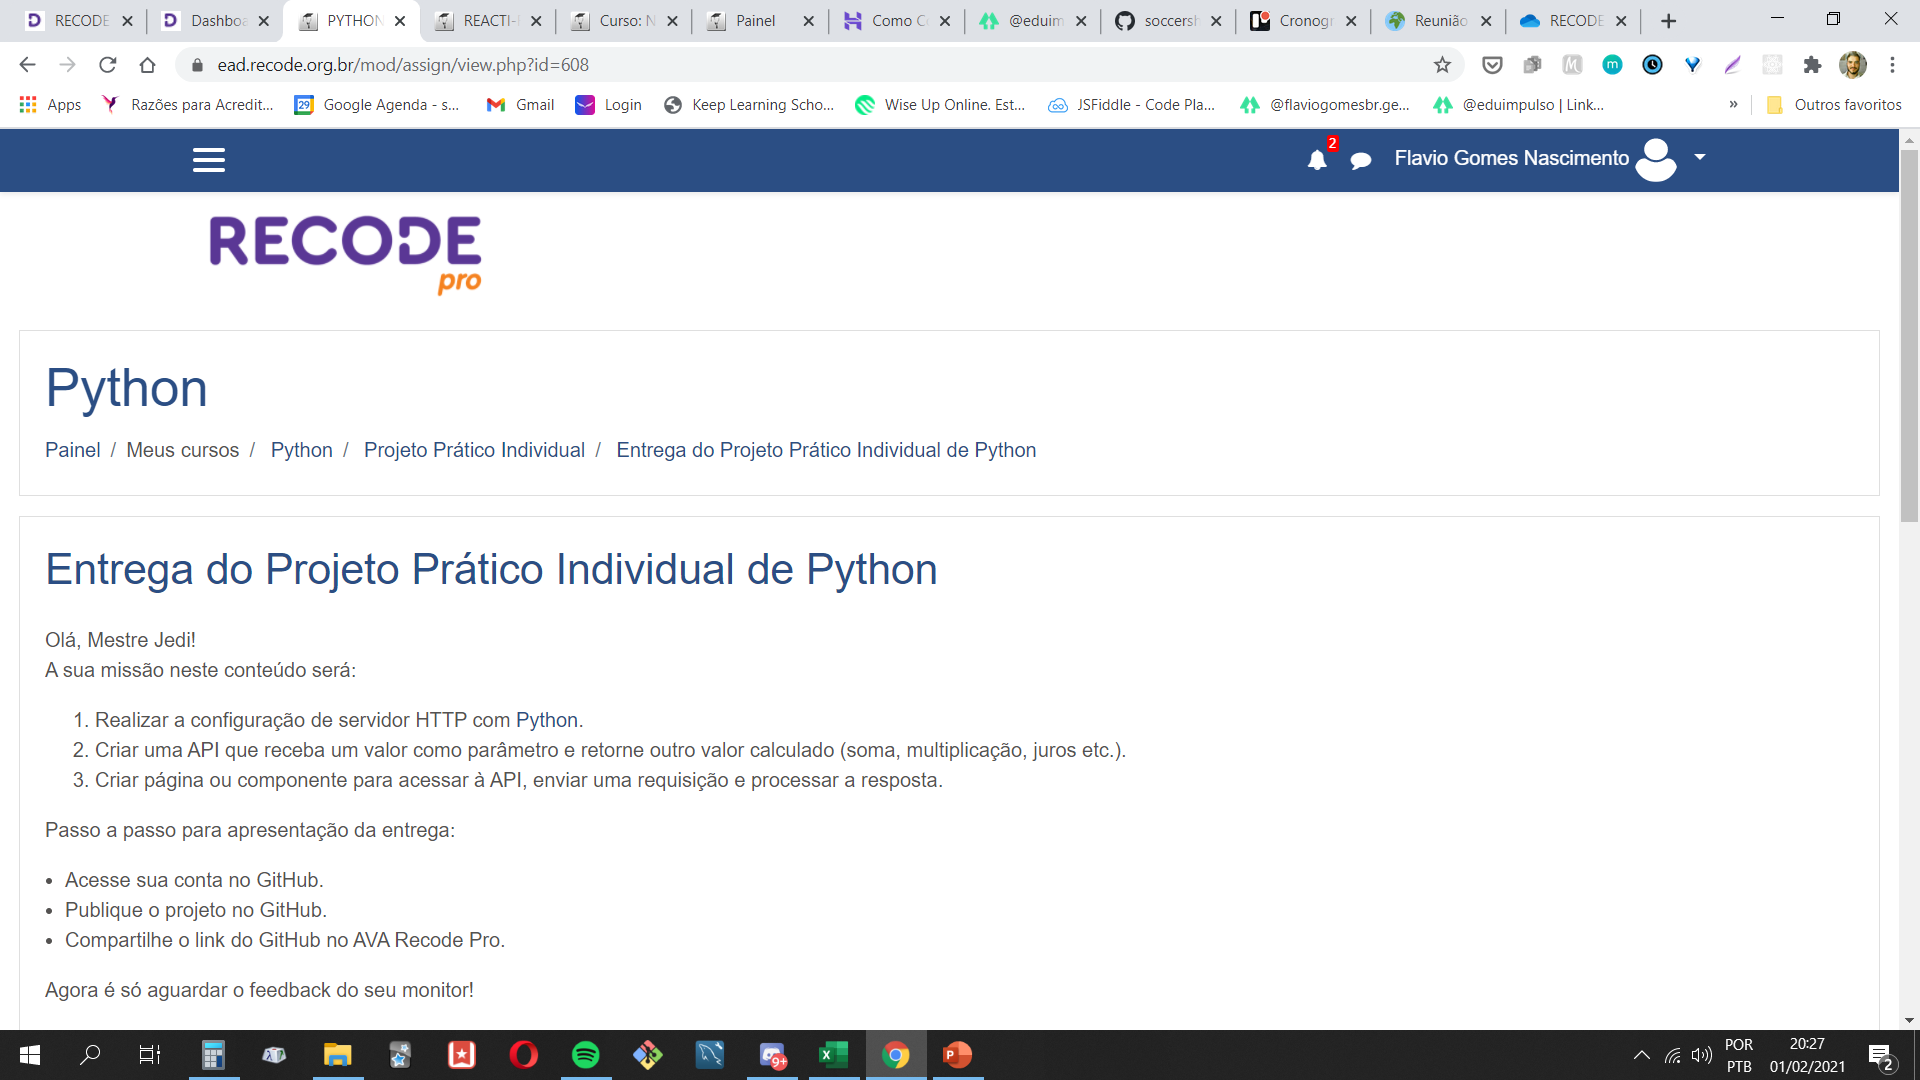 RECODE
Dashboa
PYTHON
REACTI-
Curso: N
Painel
Como C
@eduim
soccersh
Cronogr
Reunião
RECODE
ead.recode.org.br/mod/assign/view.php?id=608
Apps
Razões para Acredit...
Google Agenda - s...
Gmail
Login
Keep Learning Scho...
Wise Up Online. Est...
JSFiddle - Code Pla...
@flaviogomesbr.ge...
@eduimpulso | Link...
»
Outros favoritos
2
Flavio Gomes Nascimento
RECODE
pro
Python
Painel / Meus cursos / Python / Projeto Prático Individual / Entrega do Projeto Prático Individual de Python
Entrega do Projeto Prático Individual de Python
Olá, Mestre Jedi!
A sua missão neste conteúdo será:
1. Realizar a configuração de servidor HTTP com Python.
2. Criar uma API que receba um valor como parâmetro e retorne outro valor calculado (soma, multiplicação, juros etc.).
3. Criar página ou componente para acessar à API, enviar uma requisição e processar a resposta.
Passo a passo para apresentação da entrega:
• Acesse sua conta no GitHub.
• Publique o projeto no GitHub.
• Compartilhe o link do GitHub no AVA Recode Pro.
Agora é só aguardar o feedback do seu monitor!
9+
POR
PTB
20:27
01/02/2021
2